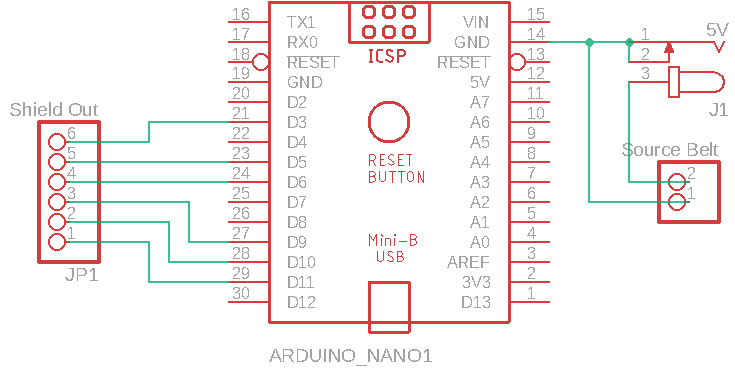 16 TX1 VIN 15
17 RX0 ICSP GND 14
18 RESET RESET 13
19 GND 5V 12
20 D2 A7 11
21 D3 A6 10
22 D4 A5 9
23 D5 RESET A4 8
24 D6 BUTTON A3 7
25 D7 A2 6
26 D8 A1 5
27 D9 Mini-B A0 4
28 D10 USB AREF 3
29 D11 3V3 2
30 D12 D13 1
ARDUINO_NANO1
Shield Out
6
5
4
3
2
1
JP1
1 5V
2
3
J1
Source Belt
2
1